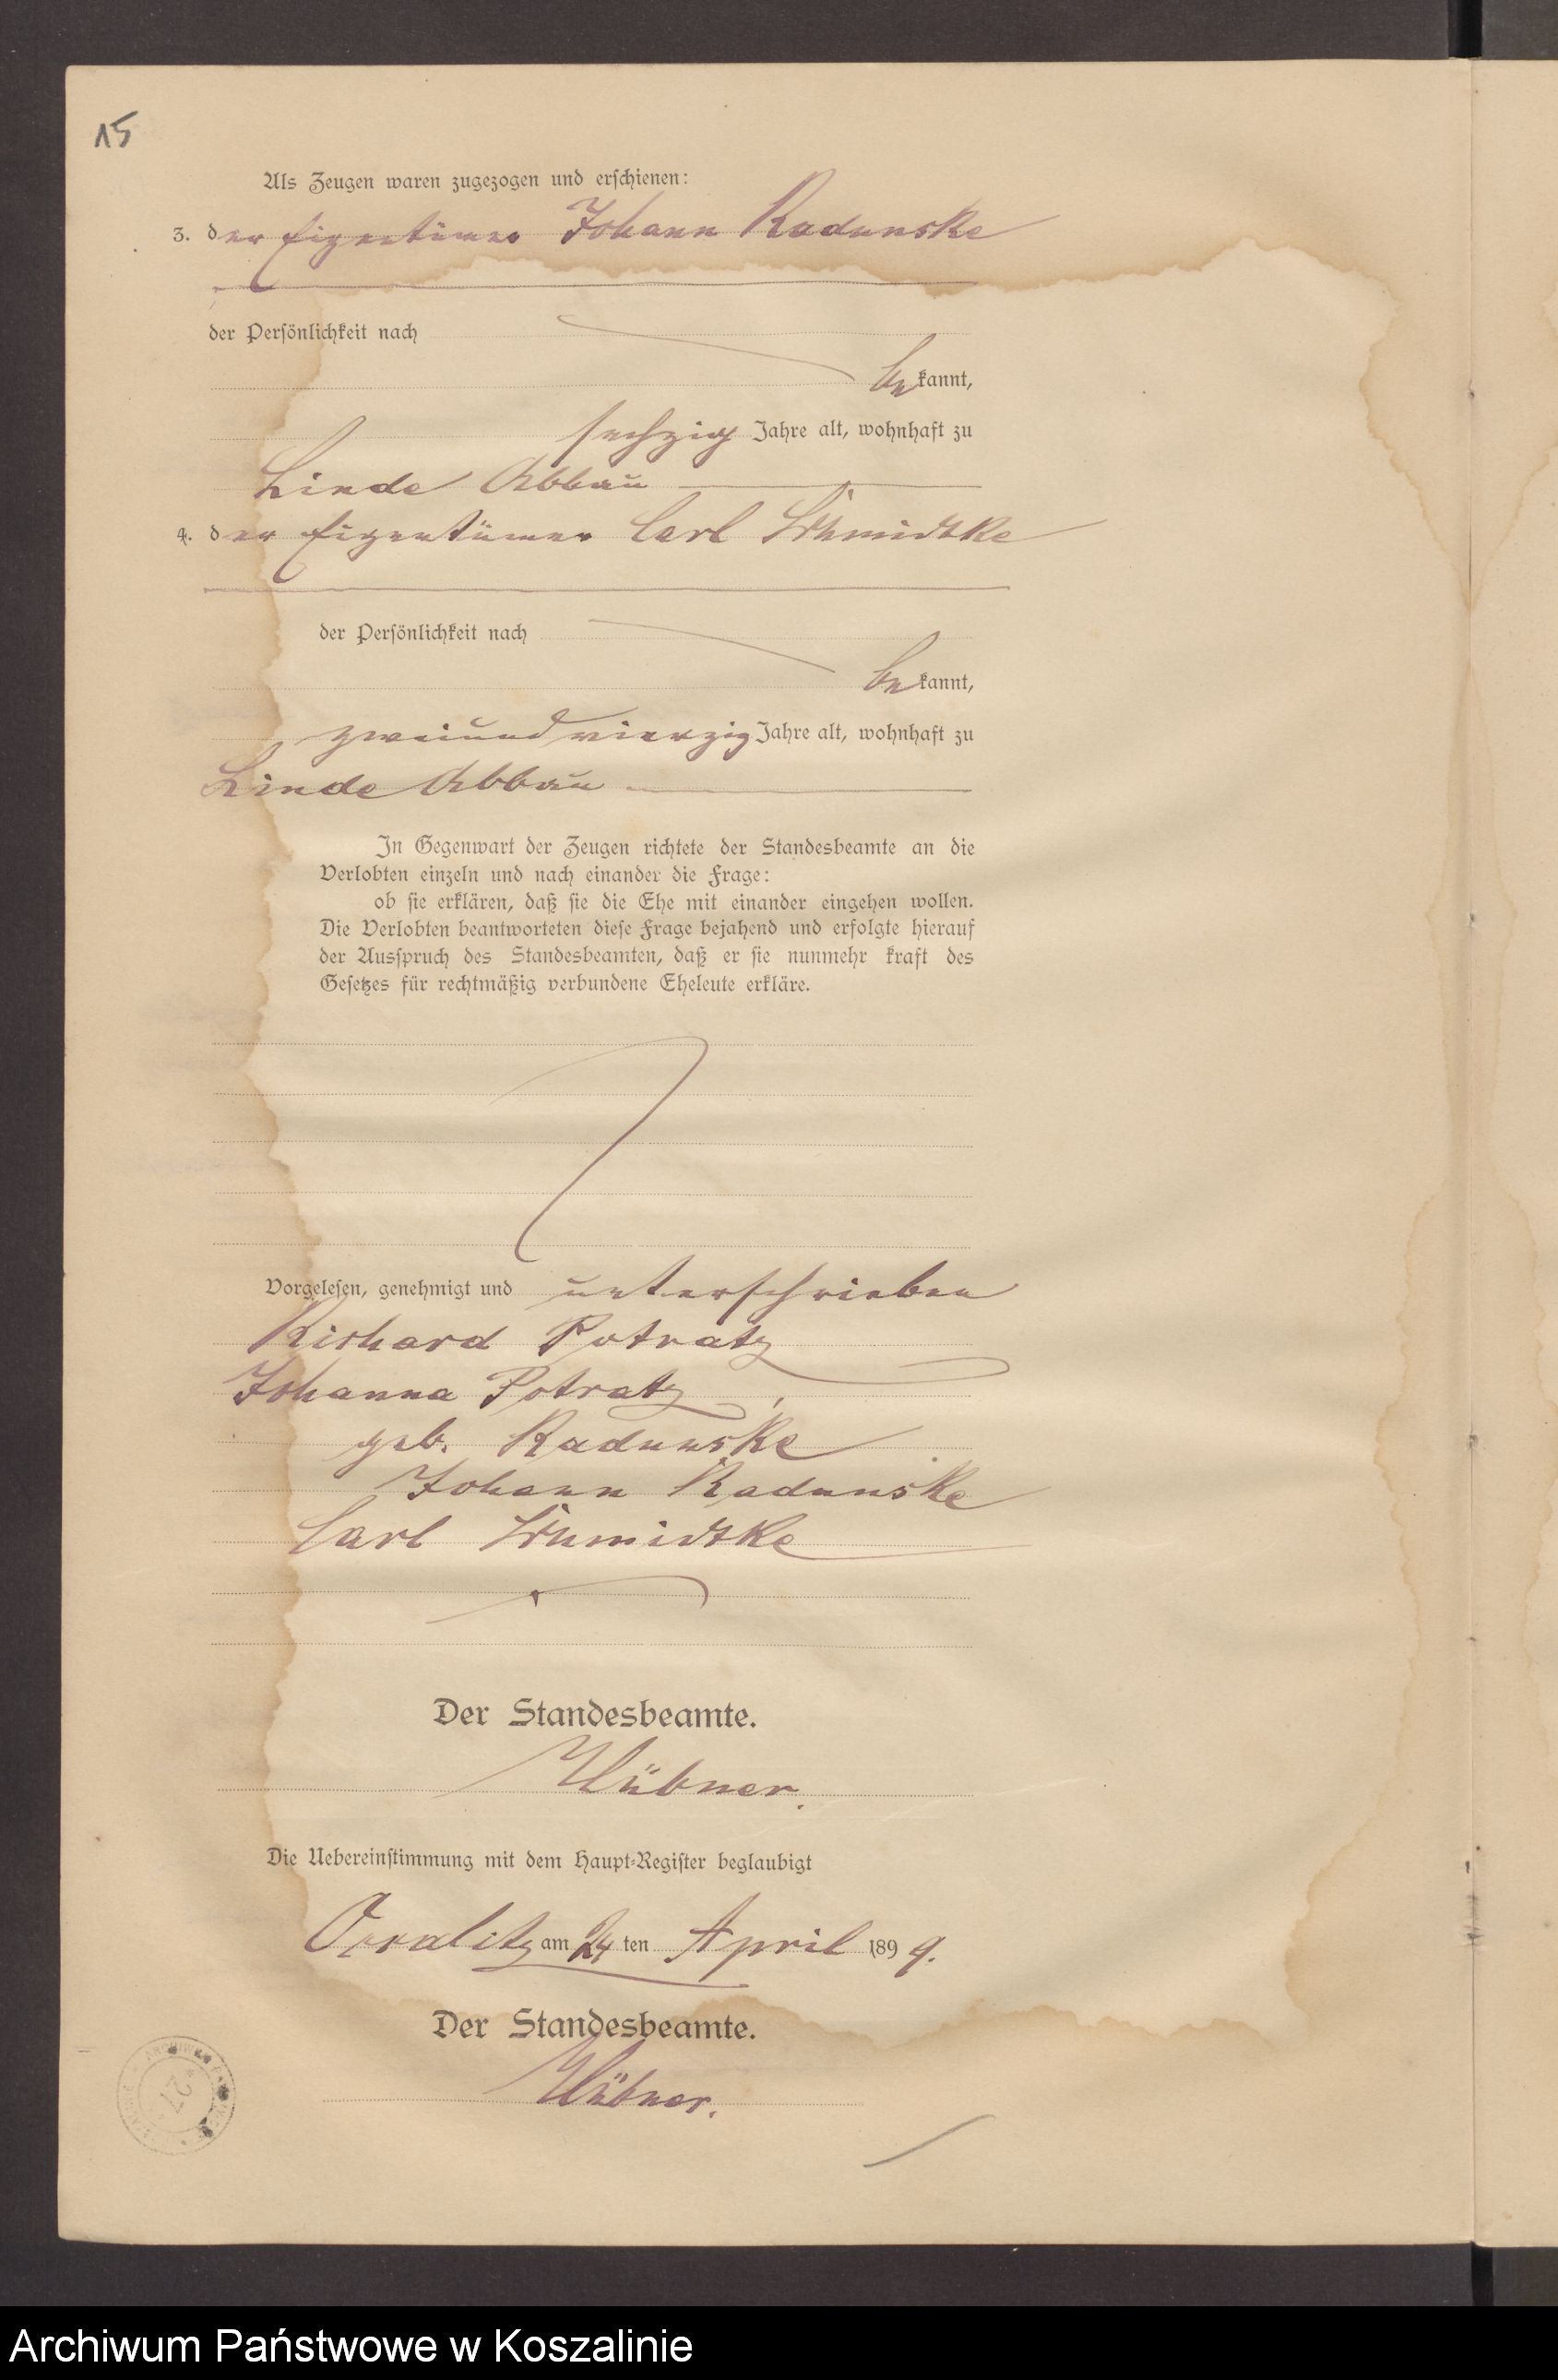 15
Als Zeugen waren zugezogen und erschienen:
3. der Eigentümer Johann Radunske
der Persönlichkeit nach
bekannt,
sechzig Jahre alt, wohnhaft zu
Linde Abbau
4. der Eigentümer Carl Schmidtke
der Persönlichkeit nach
bekannt,
zweiundvierzig Jahre alt, wohnhaft zu
Linde Abbau
In Gegenwart der Zeugen richtete der Standesbeamte an die
Verlobten einzeln und nach einander die Frage:
ob sie erklären, daß sie die Ehe mit einander eingehen wollen.
Die Verlobten beantworteten diese Frage bejahend und erfolgte hierauf
der Ausspruch des Standesbeamten, daß er sie nunmehr kraft des
Gesetzes für rechtmäßig verbundene Eheleute erkläre.
Vorgelesen, genehmigt und unterschrieben
Richard Potratz
Johanna Potratz,
geb. Radunske
Johann Radunske
Carl Schmidtke
Der Standesbeamte.
Hübner.
Die Uebereinstimmung mit dem Haupt-Register beglaubigt
am 24ten April 1899.
Der Standesbeamte.
Hübner.
Archiwum Państwowe w Koszalinie